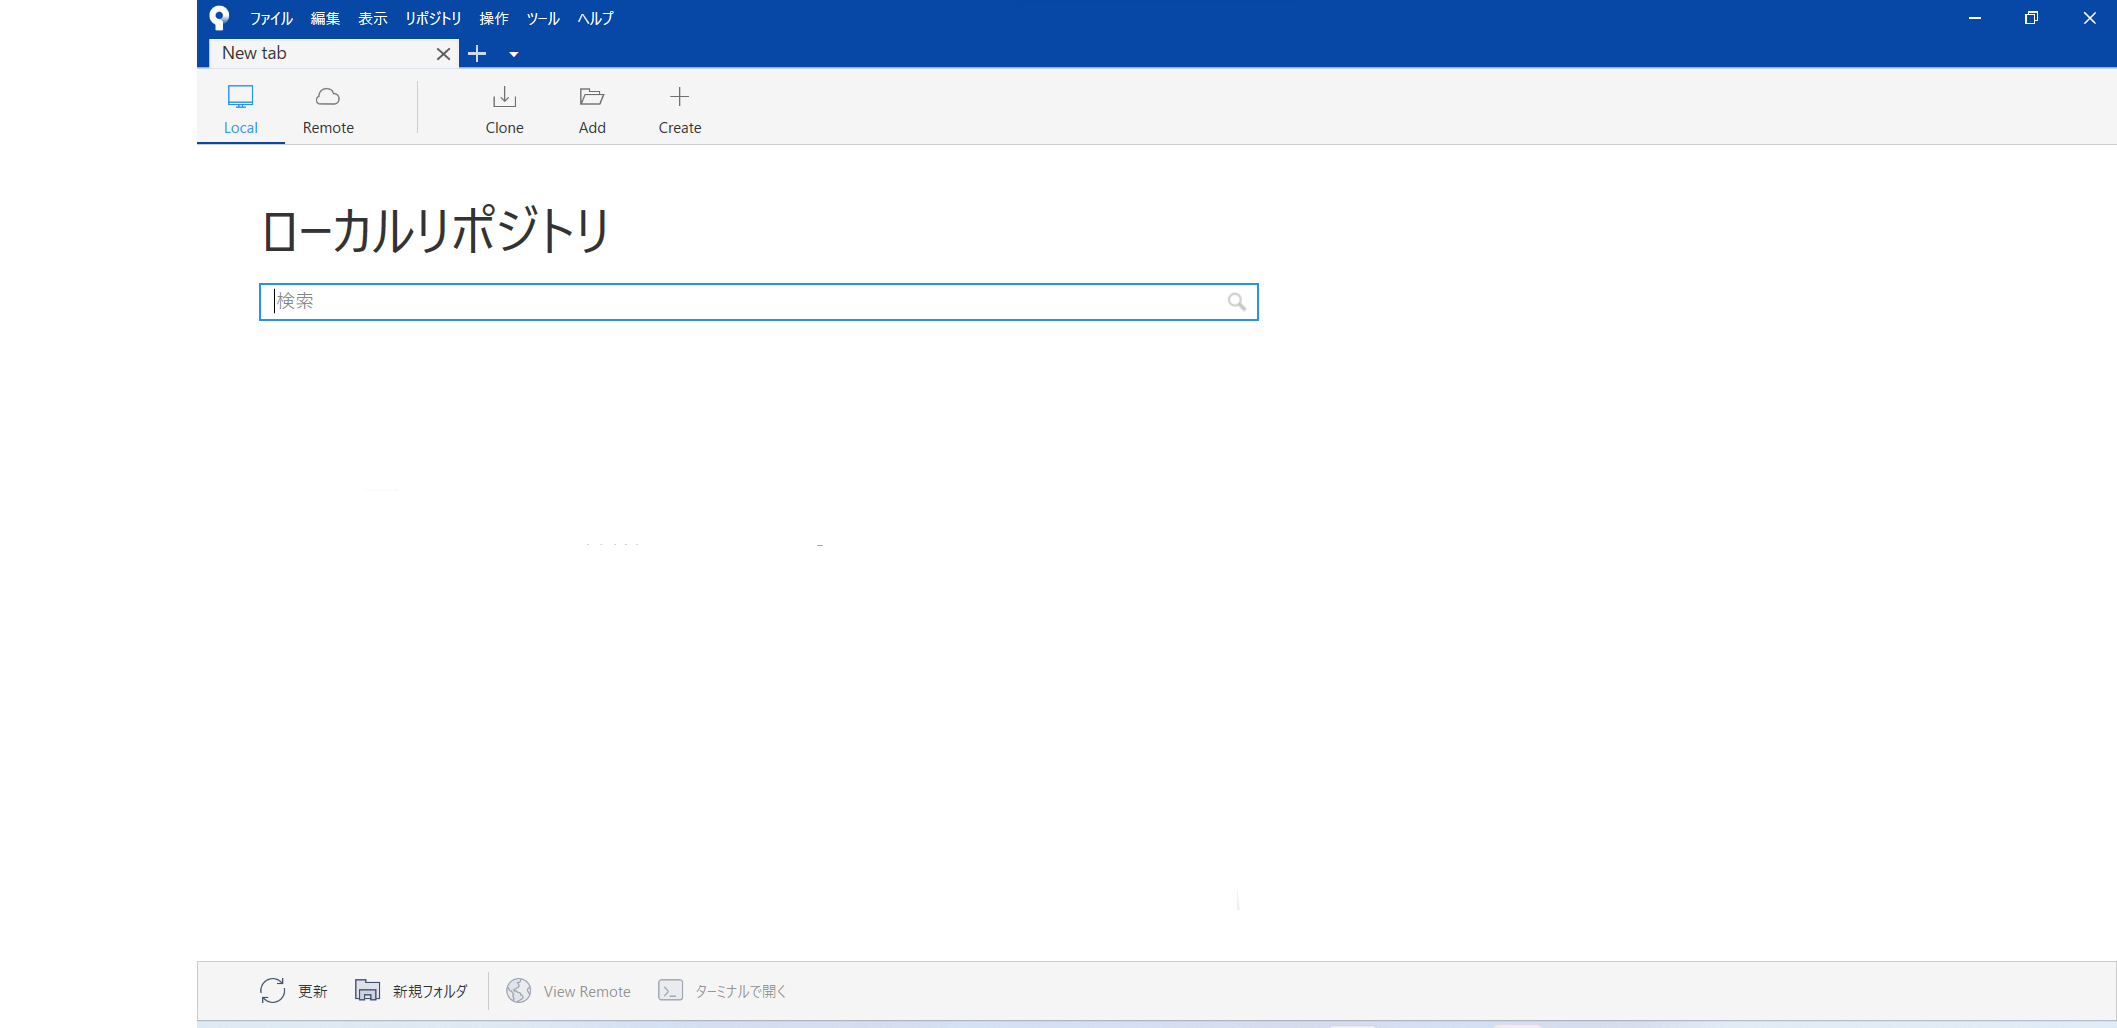 ファイル 編集 表示 リポジトリ 操作 ツール ヘルプ
New tab
Local Remote Clone Add Create
ローカルリポジトリ
検索
更新 新規フォルダ View Remote ターミナルで開く